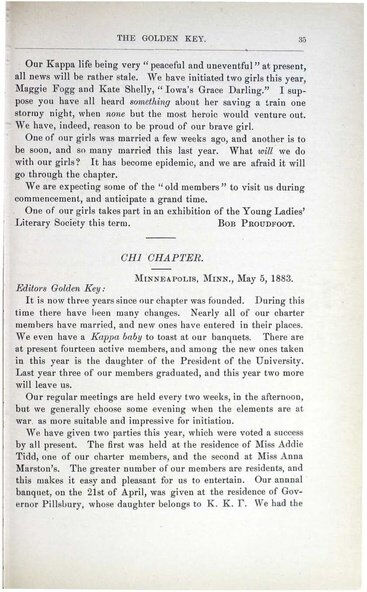 THE GOLDEN KEY. 35
Our Kappa life being very "peaceful and uneventful" at present,
all news will be rather stale. We have initiated two girls this year,
Maggie Fogg and Kate Shelly, "Iowa's Grace Darling." I sup-
pose you have all heard something about her saving a train one
stormy night, when none but the most heroic would venture out.
We have, indeed, reason to be proud of our brave girl.
One of our girls was married a few weeks ago, and another is to
be soon, and so many married this last year. What will we do
with our girls? It has become epidemic, and we are afraid it will
go through the chapter.
We are expecting some of the "old members" to visit us during
commencement, and anticipate a grand time.
One of our girls takes part in an exhibition of the Young Ladies'
Literary Society this term. BOB PROUDFOOT.
CHI CHAPTER.
MINNEAPOLIS, MINN., May 5, 1883.
Editors Golden Key:
It is now three years since our chapter was founded. During this
time there have been many changes. Nearly all of our charter
members have married, and new ones have entered in their places.
We even have a Kappa baby to toast at our banquets. There are
at present fourteen active members, and among the new ones taken
in this year is the daughter of the President of the University.
Last year three of our members graduated, and this year two more
will leave us.
Our regular meetings are held every two weeks, in the afternoon,
but we generally choose some evening when the elements are at
war as more suitable and impressive for initiation.
We have given two parties this year, which were voted a success
by all present. The first was held at the residence of Miss Addie
Tidd, one of our charter members, and the second at Miss Anna
Marston's. The greater number of our members are residents, and
this makes it easy and pleasant for us to entertain. Our annual
banquet, on the 21st of April, was given at the residence of Gov-
ernor Pillsbury, whose daughter belongs to K. K. Γ. We had the